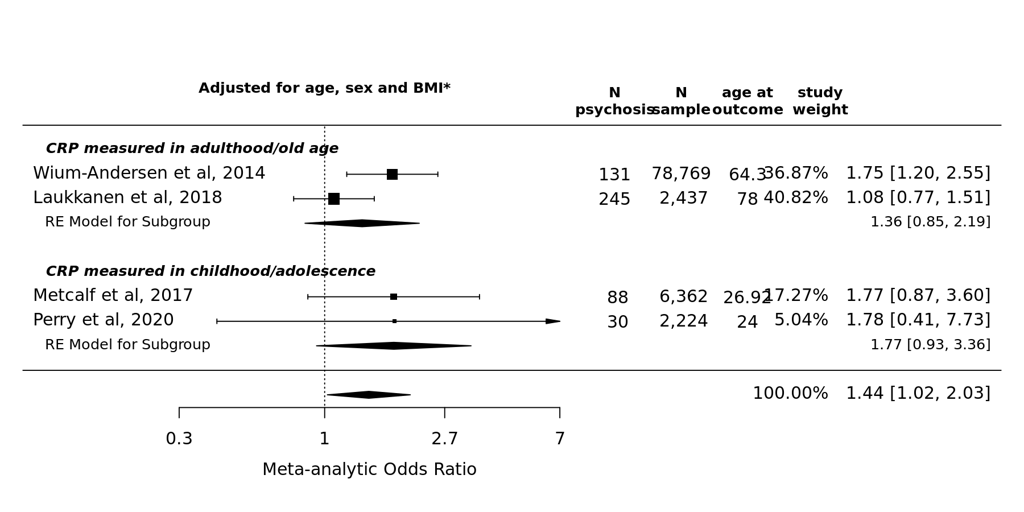 Adjusted for age, sex and BMI*
N psychosis N sample age at outcome study weight
CRP measured in adulthood/old age
Wium-Andersen et al, 2014 131 78,769 64.3 36.87% 1.75 [1.20, 2.55]
Laukkanen et al, 2018 245 2,437 78 40.82% 1.08 [0.77, 1.51]
RE Model for Subgroup 1.36 [0.85, 2.19]
CRP measured in childhood/adolescence
Metcalf et al, 2017 88 6,362 26.92 17.27% 1.77 [0.87, 3.60]
Perry et al, 2020 30 2,224 24 5.04% 1.78 [0.41, 7.73]
RE Model for Subgroup 1.77 [0.93, 3.36]
100.00% 1.44 [1.02, 2.03]
0.3 1 2.7 7
Meta-analytic Odds Ratio